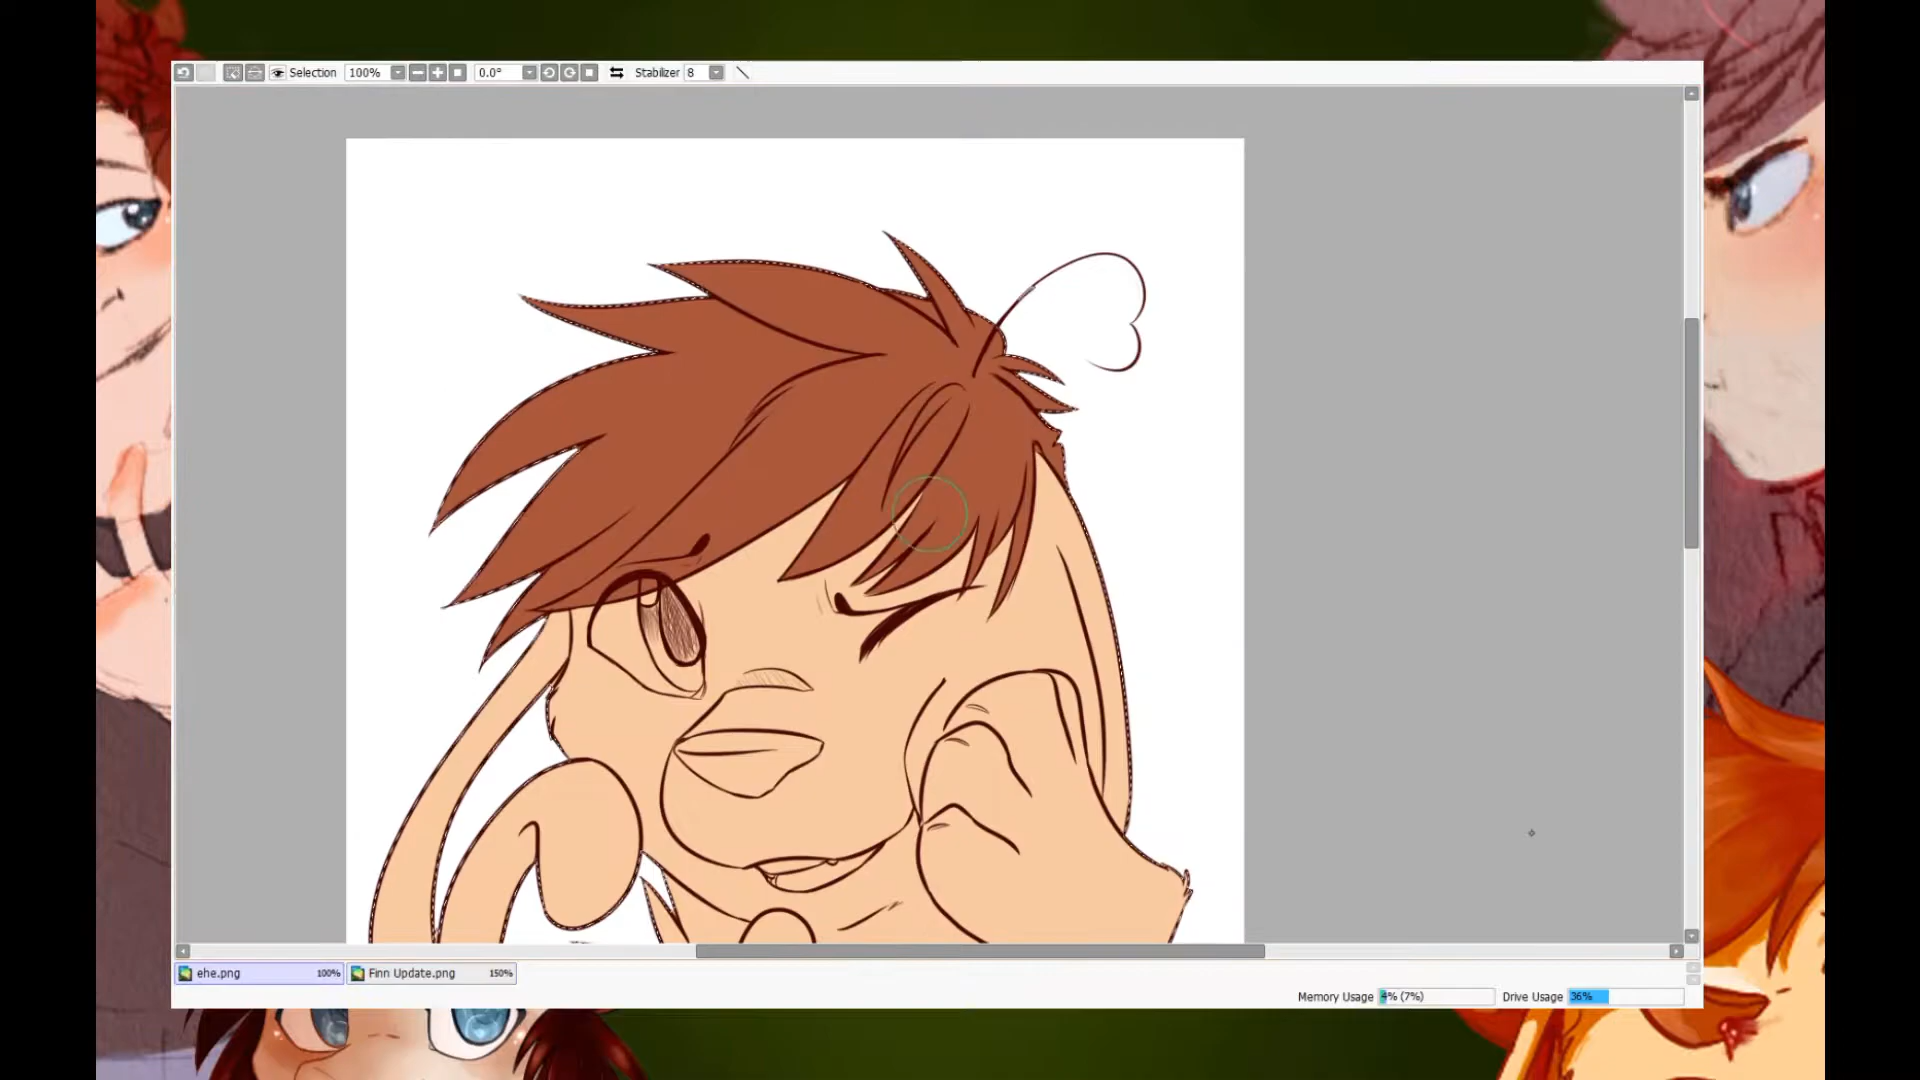 Selection 100% 0.0° Stabilizer 8
ehe.png 100% Finn Update.png 150%
Memory Usage 4% (7%) Drive Usage 36%